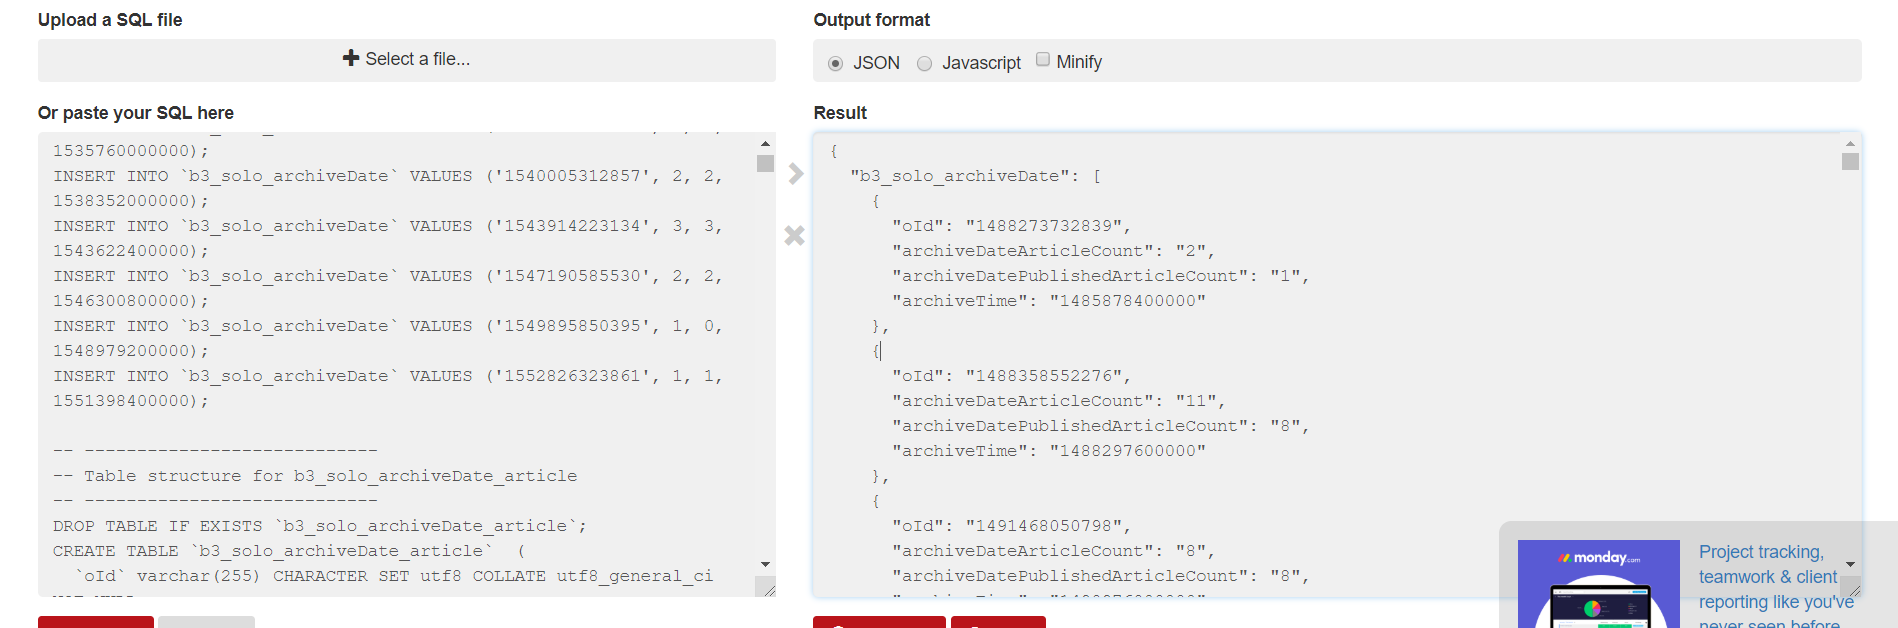 Upload a SQL file
Select a file...
Or paste your SQL here
1535760000000);
INSERT INTO `b3_solo_archiveDate` VALUES ('1540005312857', 2, 2,
1538352000000);
INSERT INTO `b3_solo_archiveDate` VALUES ('1543914223134', 3, 3,
1543622400000);
INSERT INTO `b3_solo_archiveDate` VALUES ('1547190585530', 2, 2,
1546300800000);
INSERT INTO `b3_solo_archiveDate` VALUES ('1549895850395', 1, 0,
1548979200000);
INSERT INTO `b3_solo_archiveDate` VALUES ('1552826323861', 1, 1,
1551398400000);
-- ----------------------------
-- Table structure for b3_solo_archiveDate_article
-- ----------------------------
DROP TABLE IF EXISTS `b3_solo_archiveDate_article`;
CREATE TABLE `b3_solo_archiveDate_article`  (
  `oId` varchar(255) CHARACTER SET utf8 COLLATE utf8_general_ci
Output format
JSON Javascript Minify
Result
{
  "b3_solo_archiveDate": [
    {
      "oId": "1488273732839",
      "archiveDateArticleCount": "2",
      "archiveDatePublishedArticleCount": "1",
      "archiveTime": "1485878400000"
    },
    {
      "oId": "1488358552276",
      "archiveDateArticleCount": "11",
      "archiveDatePublishedArticleCount": "8",
      "archiveTime": "1488297600000"
    },
    {
      "oId": "1491468050798",
      "archiveDateArticleCount": "8",
      "archiveDatePublishedArticleCount": "8",
monday.com
Project tracking,
teamwork & client
reporting like you've
never seen before